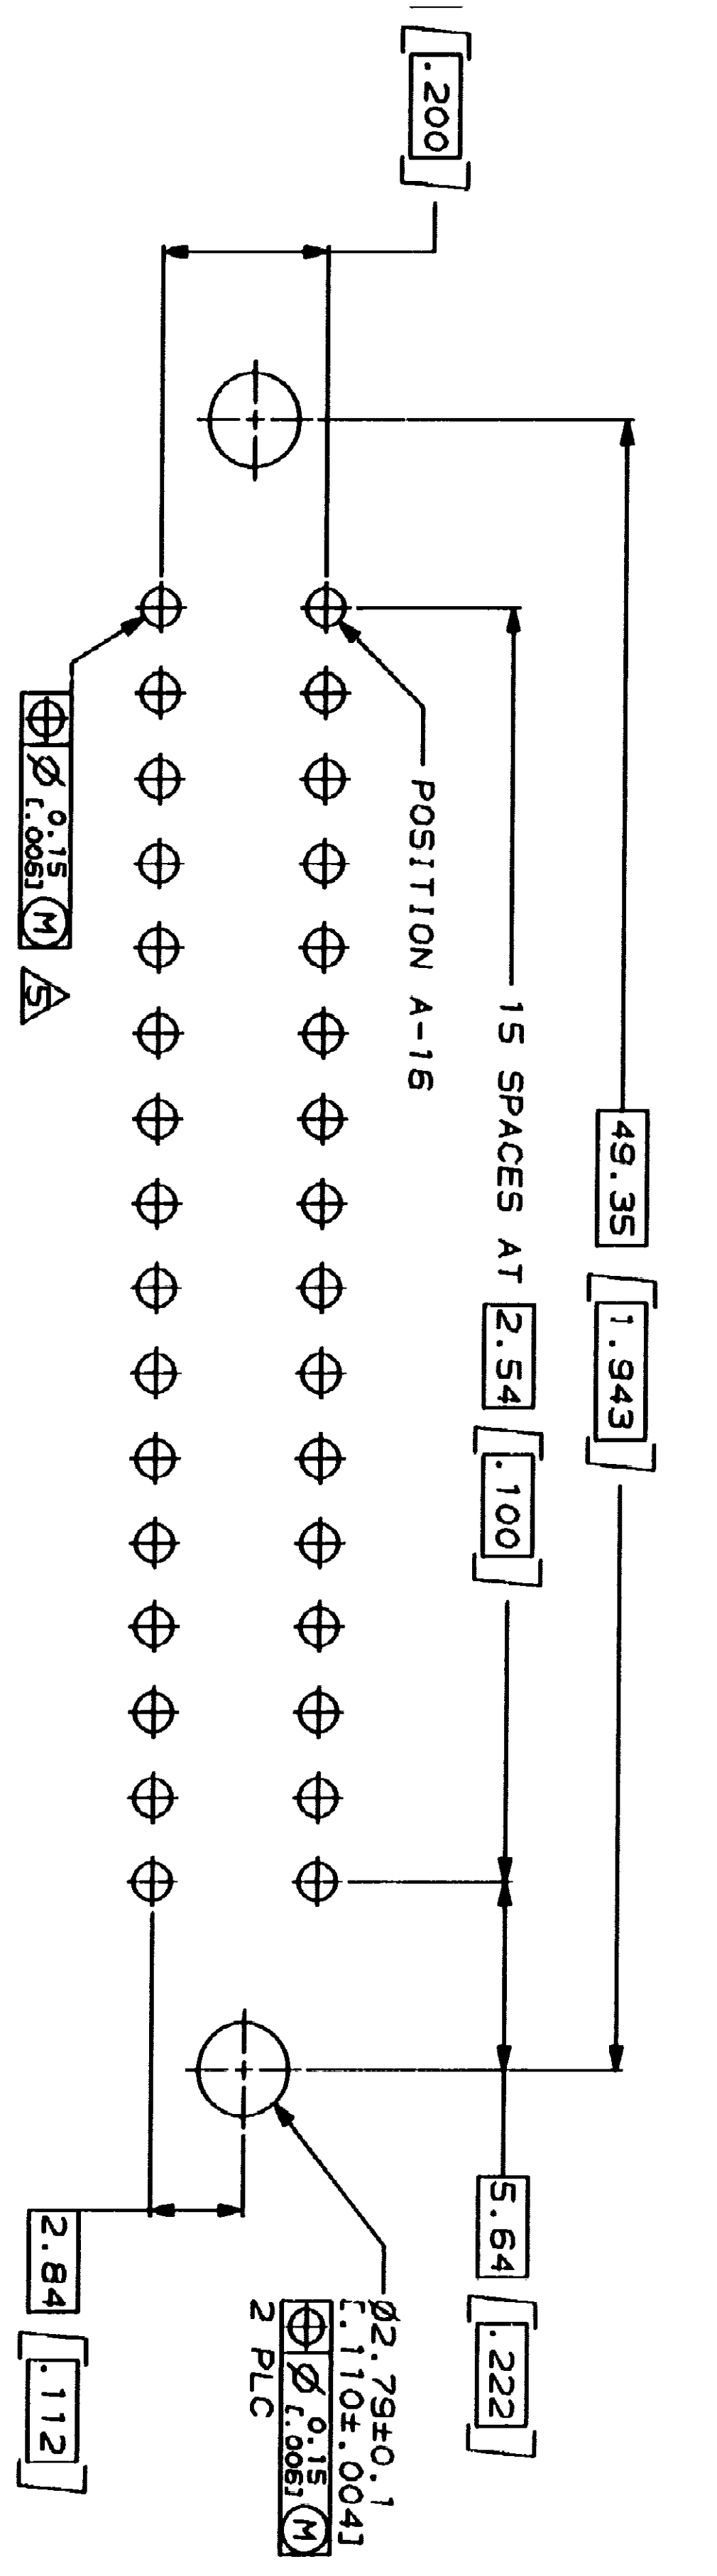 [.200]
49.35 [1.943]
15 SPACES AT 2.54 [.100]
5.64 [.222]
POSITION A-16
Ø2.79±0.1
[.110±.004]
⌖ Ø 0.15 Ⓜ
[.006]
2 PLC
⌖ Ø 0.15 Ⓜ
[.006]
5
2.84 [.112]